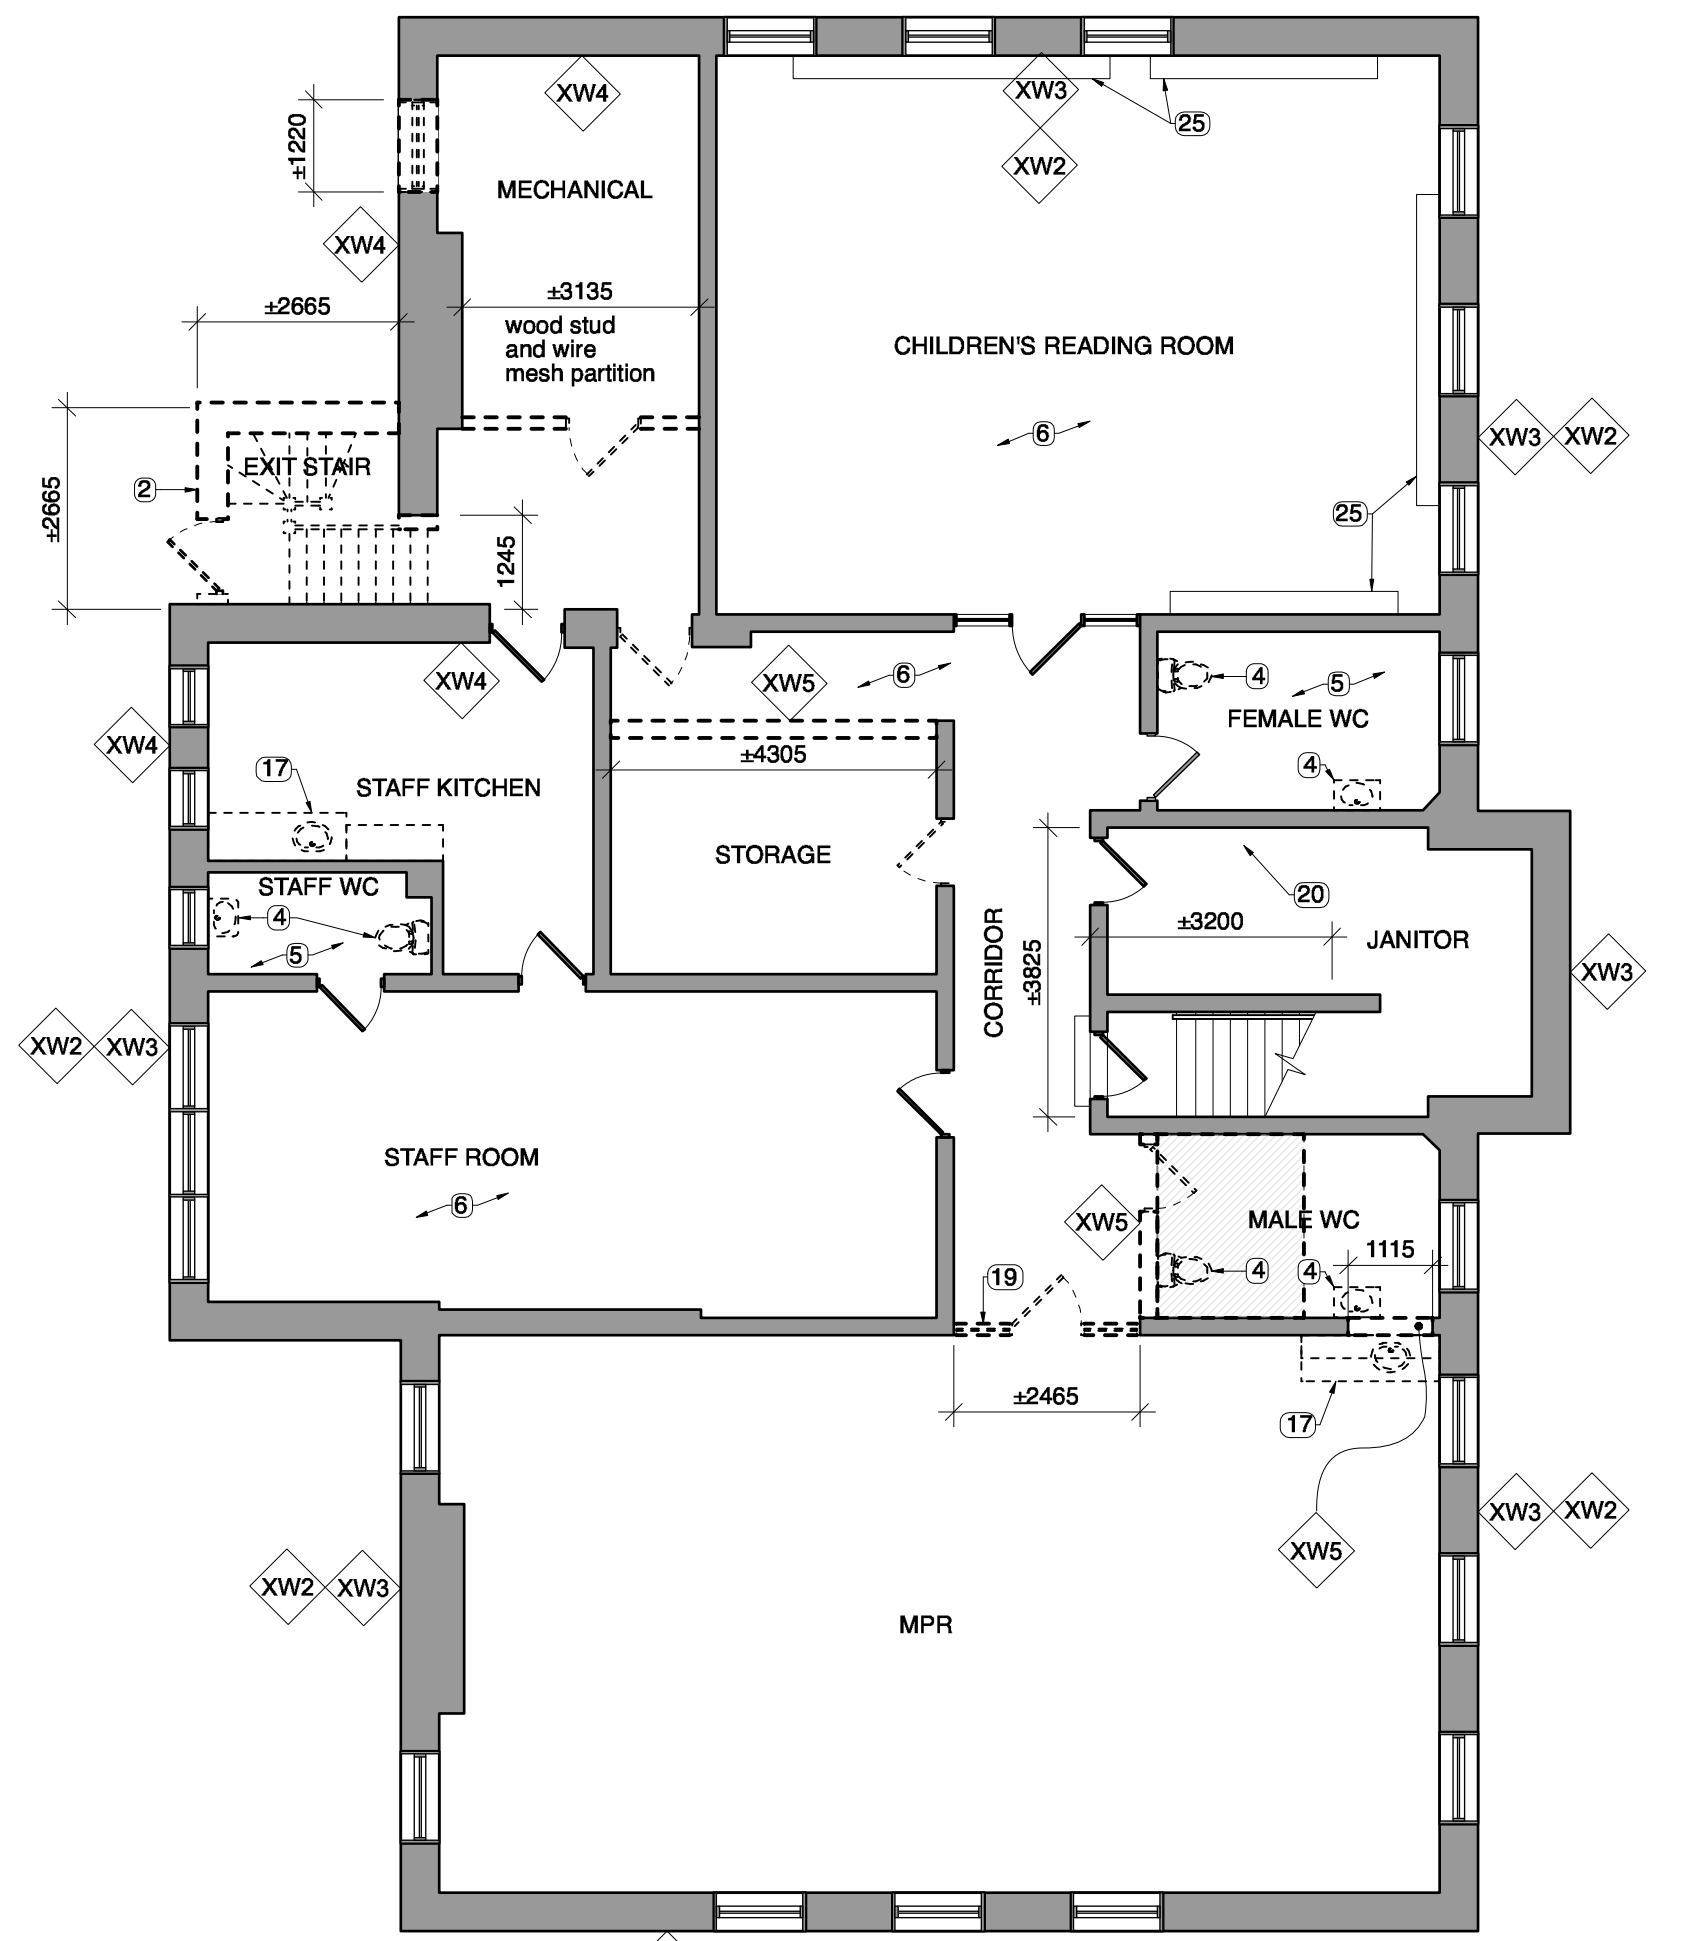 XW4
XW3
25
XW2
±1220
MECHANICAL
XW4
±2665
±3135
wood stud
and wire
mesh partition
CHILDREN'S READING ROOM
6
XW3
XW2
EXIT STAIR
2
±2665
25
1245
XW4
XW5
6
4
5
FEMALE WC
XW4
17
±4305
4
STAFF KITCHEN
STORAGE
STAFF WC
20
4
5
CORRIDOR
±3825
±3200
JANITOR
XW3
XW2
XW3
STAFF ROOM
6
XW5
MALE WC
1115
19
4
4
±2465
17
XW3
XW2
XW5
XW2
XW3
MPR